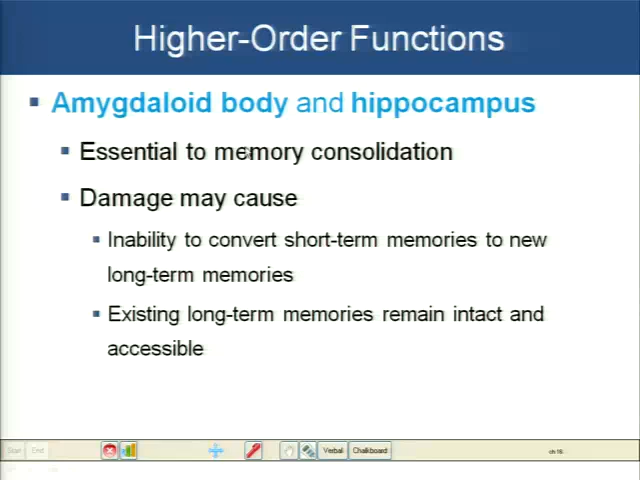 Higher-Order Functions
Amygdaloid body and hippocampus
Essential to memory consolidation
Damage may cause
Inability to convert short-term memories to new
long-term memories
Existing long-term memories remain intact and
accessible
Start End Verbal Chalkboard ch 16